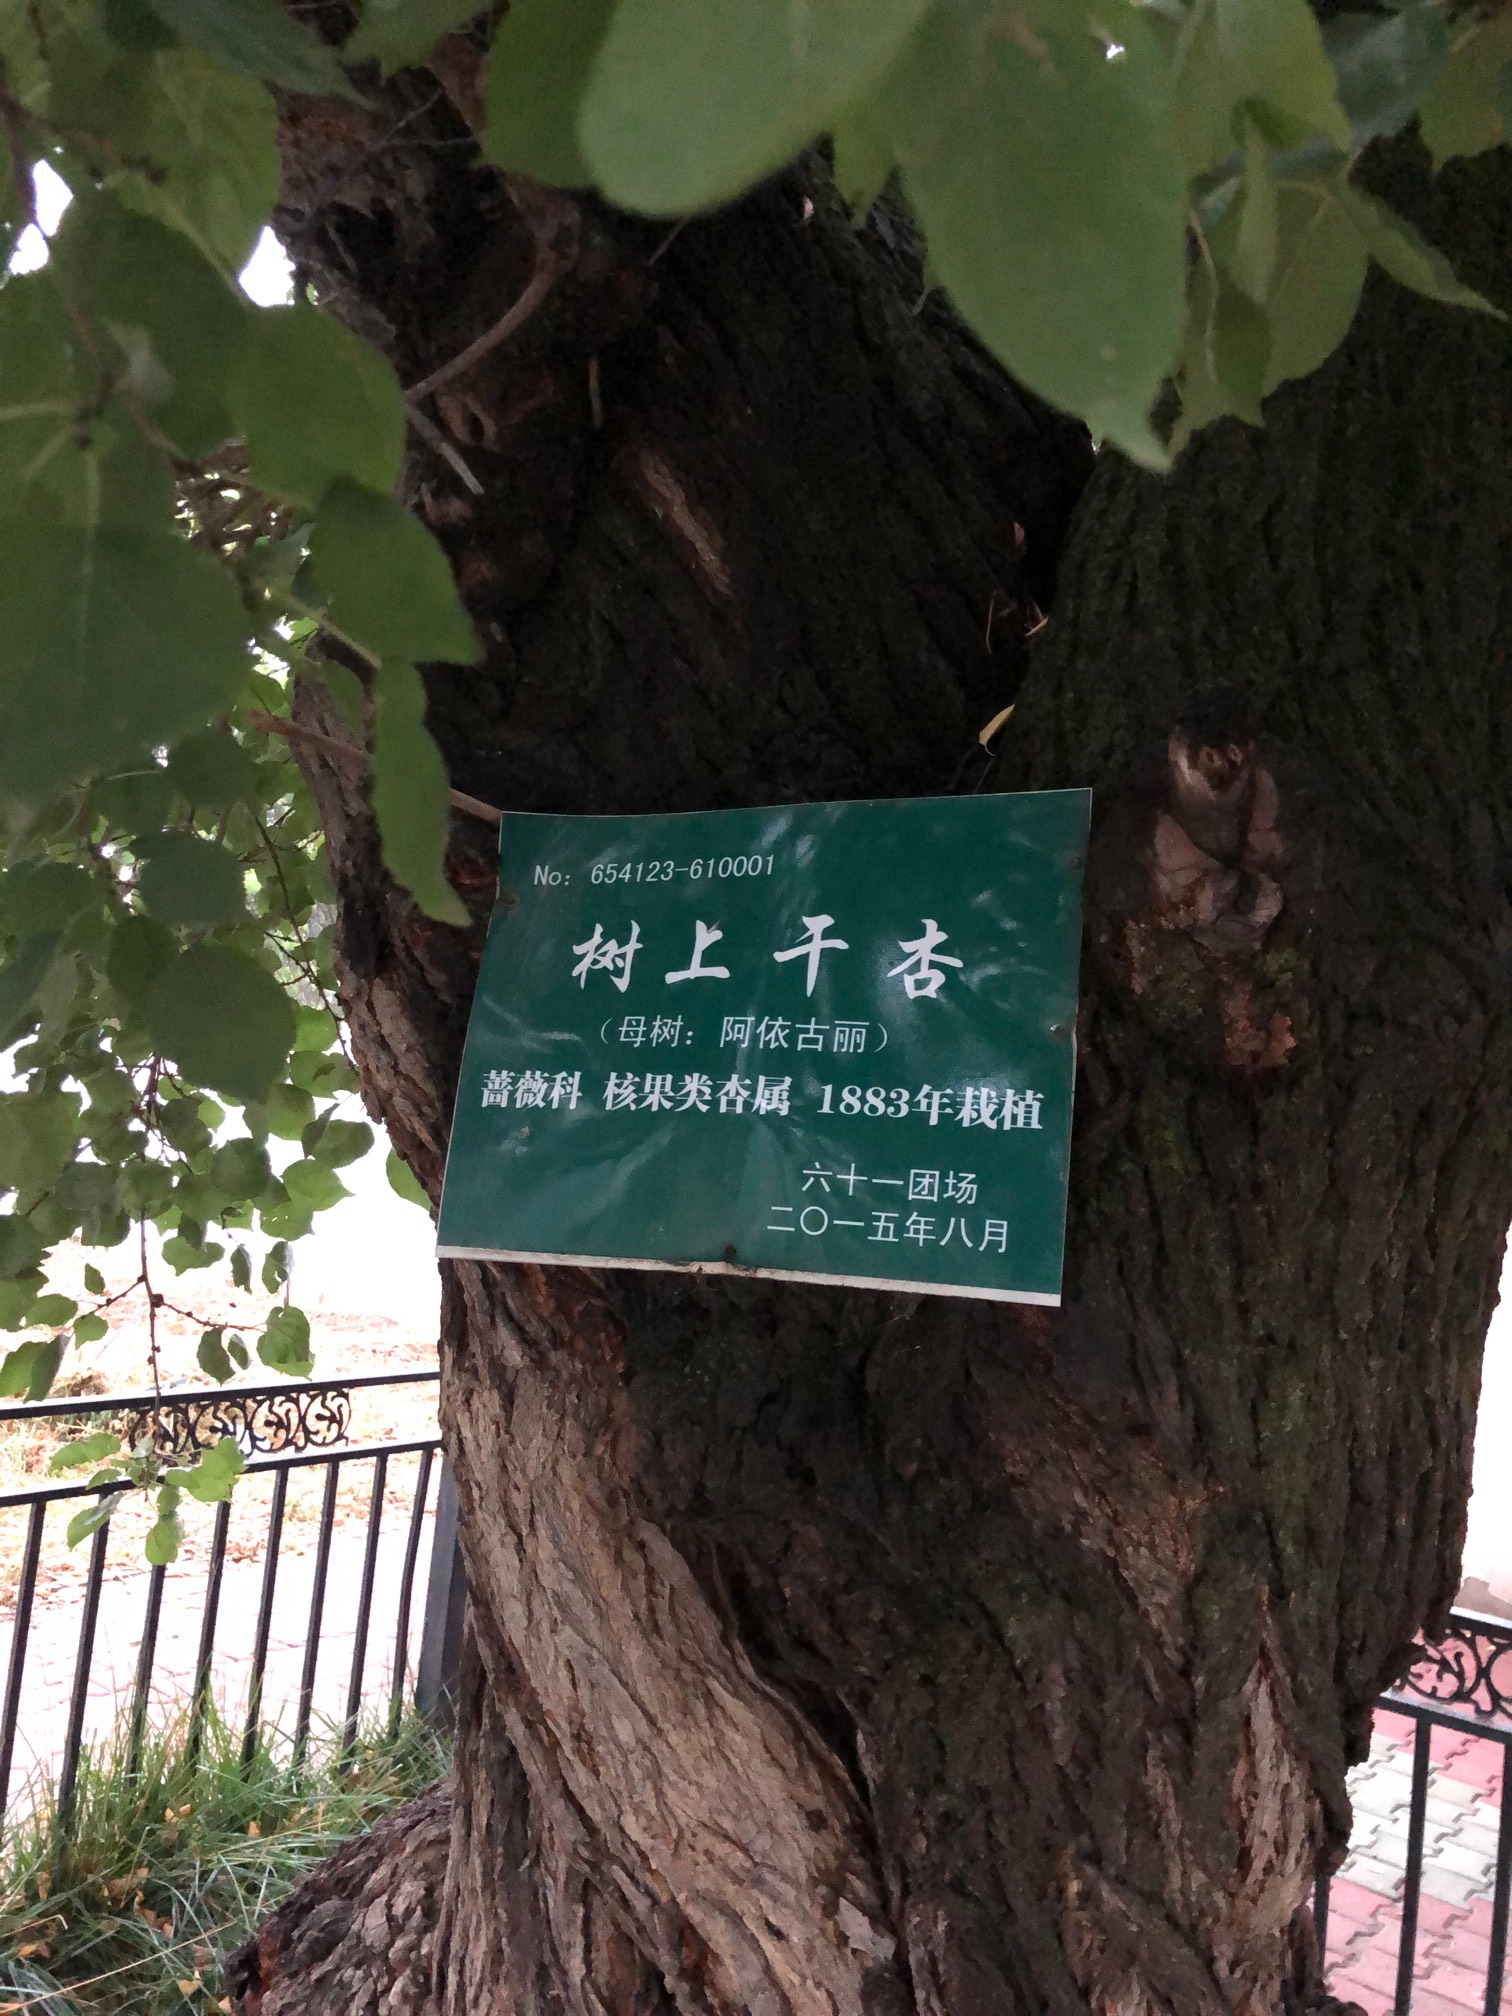 No: 654123-610001
树上干杏
（母树：阿依古丽）
蔷薇科 核果类杏属 1883年栽植
六十一团场
二〇一五年八月